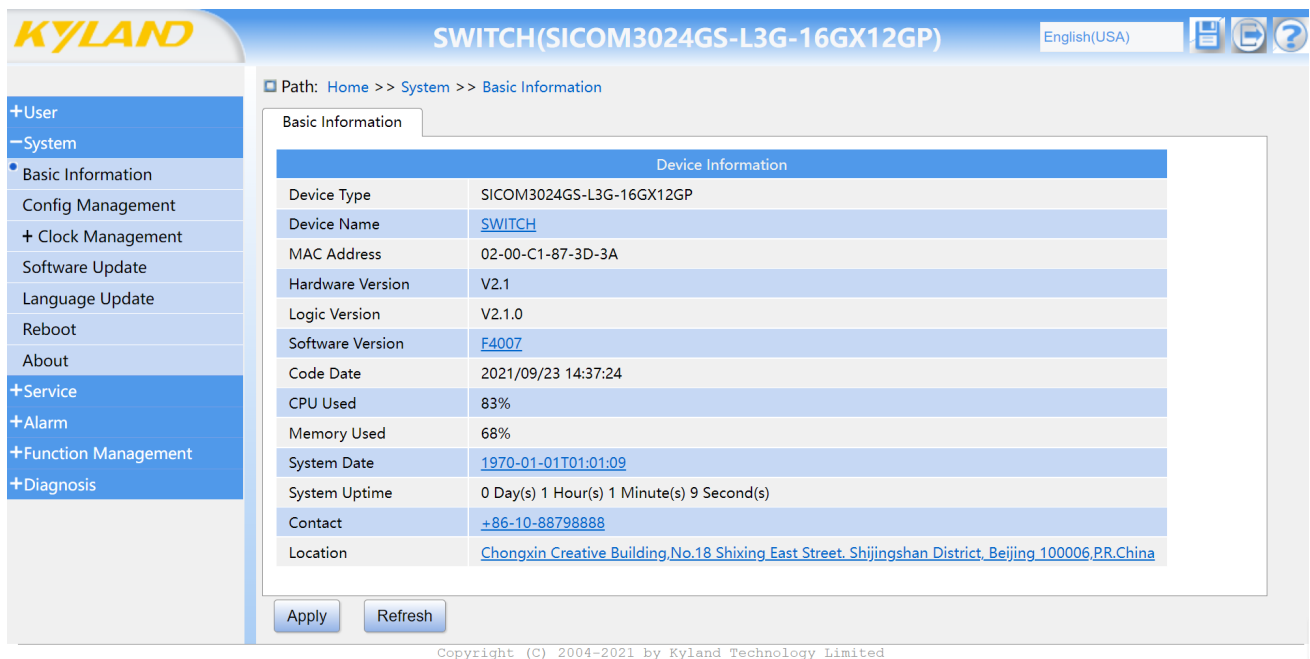 KYLAND
SWITCH(SICOM3024GS-L3G-16GX12GP)
English(USA)
Path: Home >> System >> Basic Information
+User
−System
Basic Information
Config Management
+ Clock Management
Software Update
Language Update
Reboot
About
+Service
+Alarm
+Function Management
+Diagnosis
Basic Information
Device Information
Device Type SICOM3024GS-L3G-16GX12GP
Device Name SWITCH
MAC Address 02-00-C1-87-3D-3A
Hardware Version V2.1
Logic Version V2.1.0
Software Version F4007
Code Date 2021/09/23 14:37:24
CPU Used 83%
Memory Used 68%
System Date 1970-01-01T01:01:09
System Uptime 0 Day(s) 1 Hour(s) 1 Minute(s) 9 Second(s)
Contact +86-10-88798888
Location Chongxin Creative Building,No.18 Shixing East Street. Shijingshan District, Beijing 100006,P.R.China
Apply Refresh
Copyright (C) 2004-2021 by Kyland Technology Limited